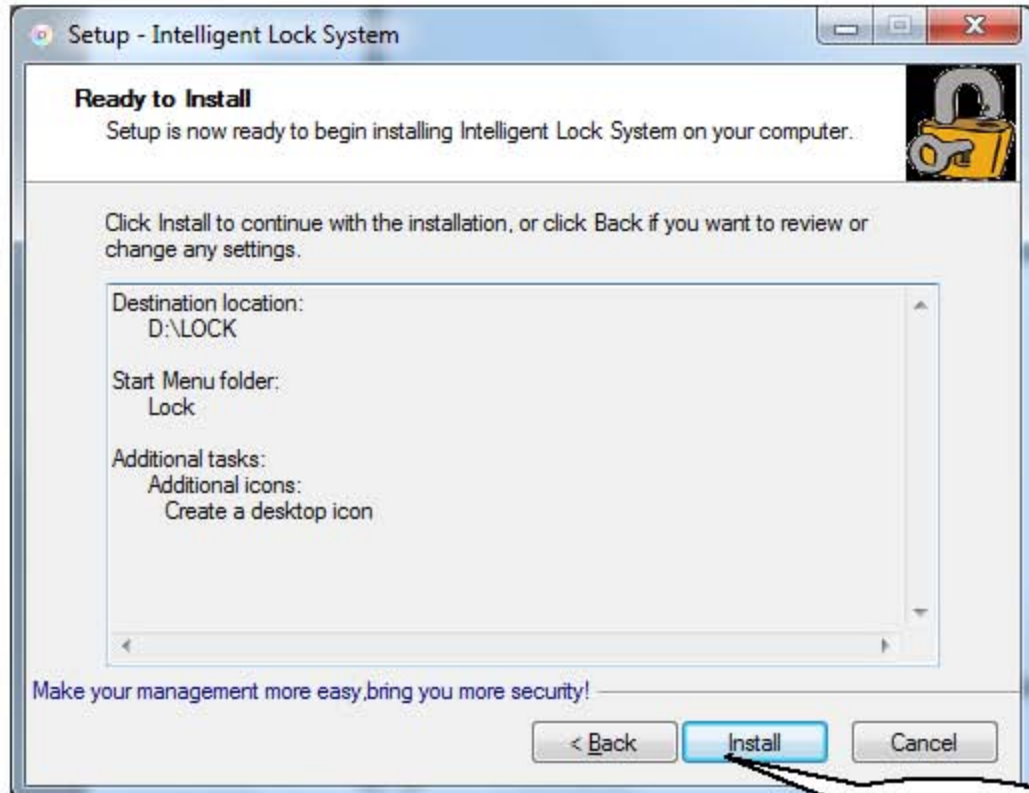 Setup - Intelligent Lock System
Ready to Install
Setup is now ready to begin installing Intelligent Lock System on your computer.
Click Install to continue with the installation, or click Back if you want to review or
change any settings.
Destination location:
D:\LOCK
Start Menu folder:
Lock
Additional tasks:
Additional icons:
Create a desktop icon
Make your management more easy,bring you more security!
< Back Install Cancel